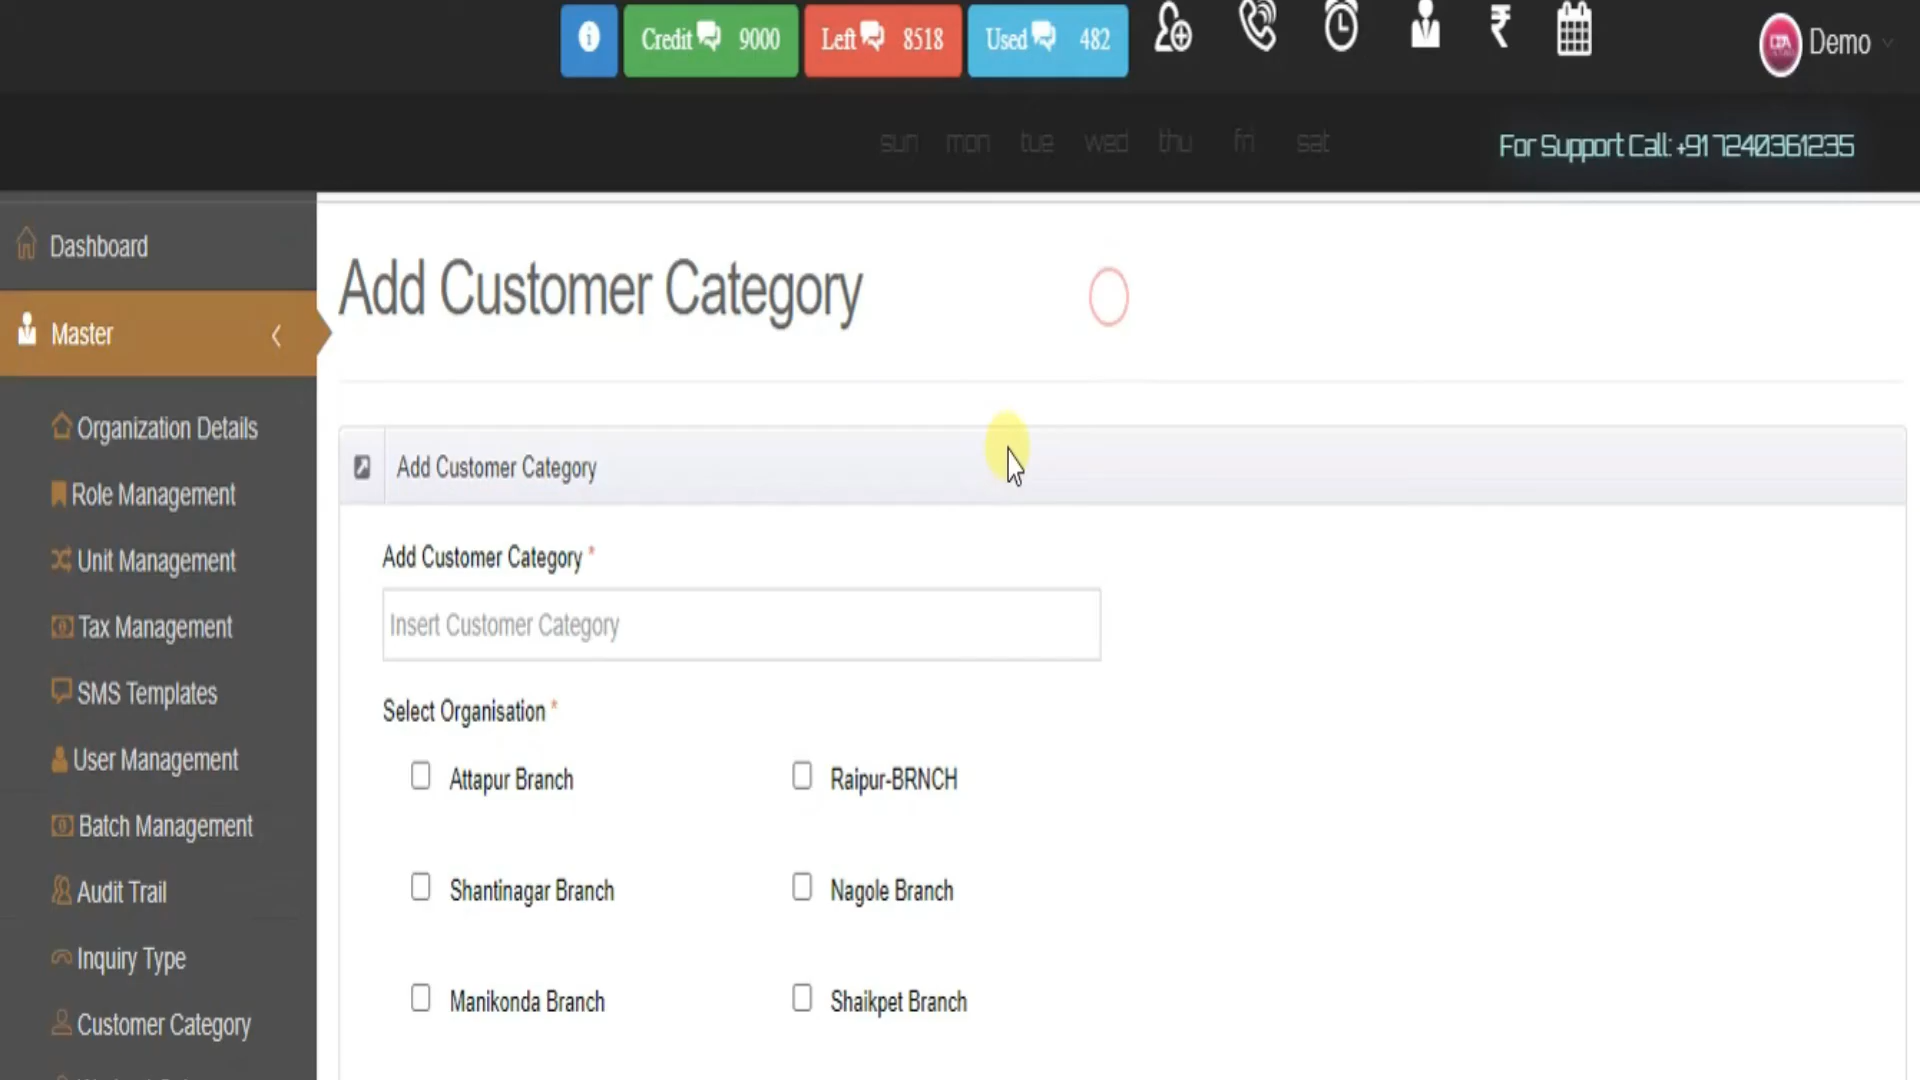 Credit 9000 Left 8518 Used 482 Demo
sun mon tue wed thu fri sat
For Support Call: +91 7240361235
Dashboard
Master
Organization Details
Role Management
Unit Management
Tax Management
SMS Templates
User Management
Batch Management
Audit Trail
Inquiry Type
Customer Category
Add Customer Category
Add Customer Category
Add Customer Category *
Insert Customer Category
Select Organisation *
Attapur Branch Raipur-BRNCH
Shantinagar Branch Nagole Branch
Manikonda Branch Shaikpet Branch